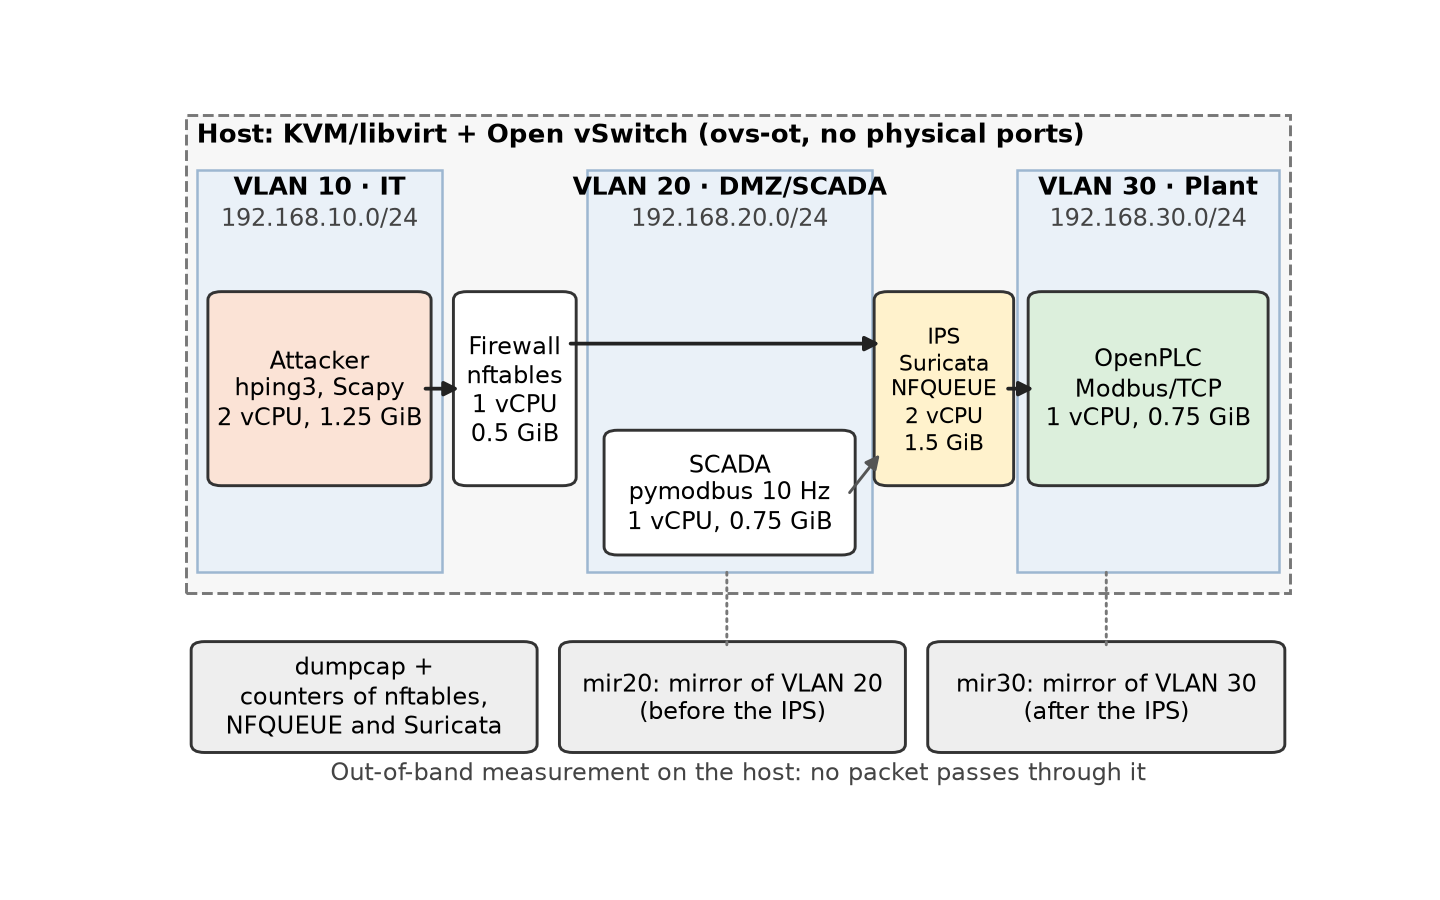 Host: KVM/libvirt + Open vSwitch (ovs-ot, no physical ports)
VLAN 10 · IT
192.168.10.0/24
VLAN 20 · DMZ/SCADA
192.168.20.0/24
VLAN 30 · Plant
192.168.30.0/24
Attacker
hping3, Scapy
2 vCPU, 1.25 GiB
Firewall
nftables
1 vCPU
0.5 GiB
SCADA
pymodbus 10 Hz
1 vCPU, 0.75 GiB
IPS
Suricata
NFQUEUE
2 vCPU
1.5 GiB
OpenPLC
Modbus/TCP
1 vCPU, 0.75 GiB
dumpcap +
counters of nftables,
NFQUEUE and Suricata
mir20: mirror of VLAN 20
(before the IPS)
mir30: mirror of VLAN 30
(after the IPS)
Out-of-band measurement on the host: no packet passes through it